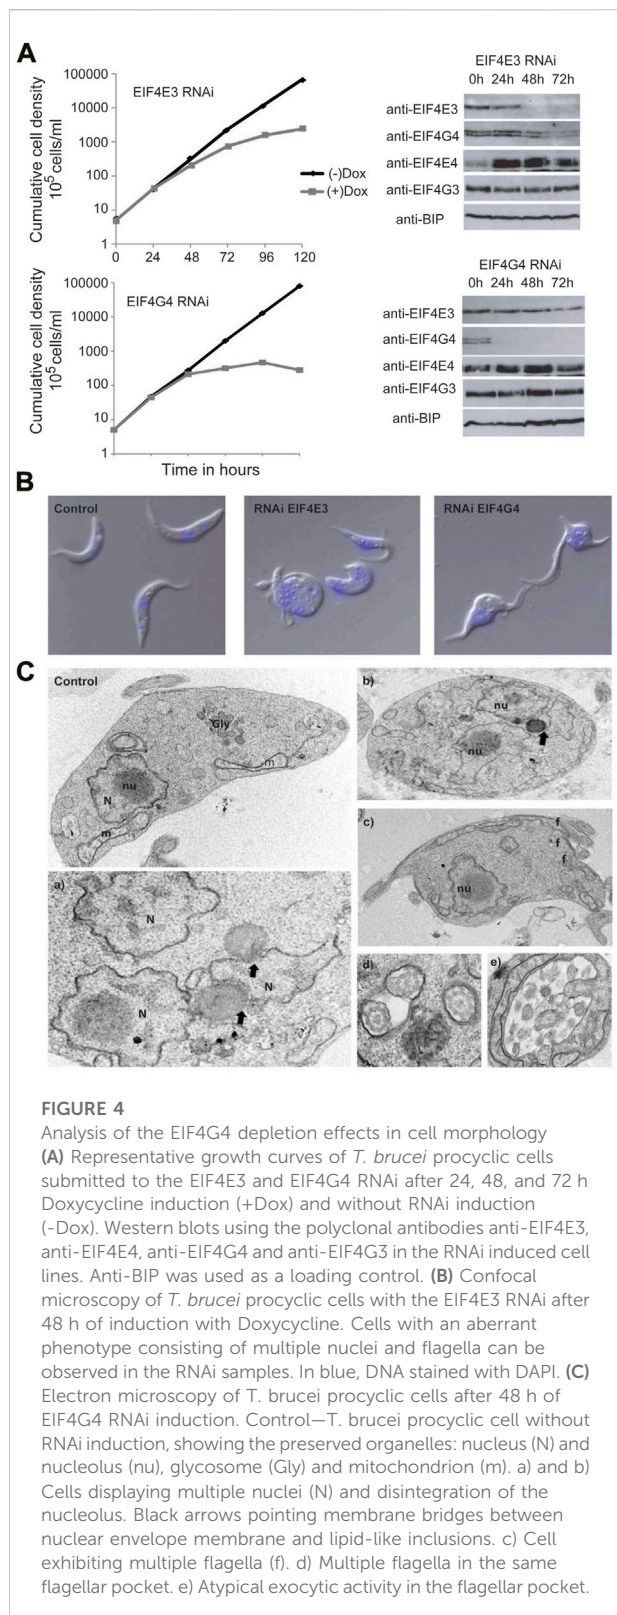 A
Cumulative cell density
10⁵cells/ml
100000
10000
1000
100
10
1
0 24 48 72 96 120
EIF4E3 RNAi
(-)Dox
(+)Dox
EIF4E3 RNAi
0h 24h 48h 72h
anti-EIF4E3
anti-EIF4G4
anti-EIF4E4
anti-EIF4G3
anti-BIP
Cumulative cell density
10⁵cells/ml
100000
10000
1000
100
10
1
EIF4G4 RNAi
Time in hours
EIF4G4 RNAi
0h 24h 48h 72h
anti-EIF4E3
anti-EIF4G4
anti-EIF4E4
anti-EIF4G3
anti-BIP
B
Control
RNAi EIF4E3
RNAi EIF4G4
C
Control
Gly
nu
N
m
m
b)
nu
nu
c)
f
f
f
nu
a)
N
N
N
d)
e)
FIGURE 4
Analysis of the EIF4G4 depletion effects in cell morphology
(A) Representative growth curves of T. brucei procyclic cells
submitted to the EIF4E3 and EIF4G4 RNAi after 24, 48, and 72 h
Doxycycline induction (+Dox) and without RNAi induction
(-Dox). Western blots using the polyclonal antibodies anti-EIF4E3,
anti-EIF4E4, anti-EIF4G4 and anti-EIF4G3 in the RNAi induced cell
lines. Anti-BIP was used as a loading control. (B) Confocal
microscopy of T. brucei procyclic cells with the EIF4E3 RNAi after
48 h of induction with Doxycycline. Cells with an aberrant
phenotype consisting of multiple nuclei and flagella can be
observed in the RNAi samples. In blue, DNA stained with DAPI. (C)
Electron microscopy of T. brucei procyclic cells after 48 h of
EIF4G4 RNAi induction. Control—T. brucei procyclic cell without
RNAi induction, showing the preserved organelles: nucleus (N) and
nucleolus (nu), glycosome (Gly) and mitochondrion (m). a) and b)
Cells displaying multiple nuclei (N) and disintegration of the
nucleolus. Black arrows pointing membrane bridges between
nuclear envelope membrane and lipid-like inclusions. c) Cell
exhibiting multiple flagella (f). d) Multiple flagella in the same
flagellar pocket. e) Atypical exocytic activity in the flagellar pocket.